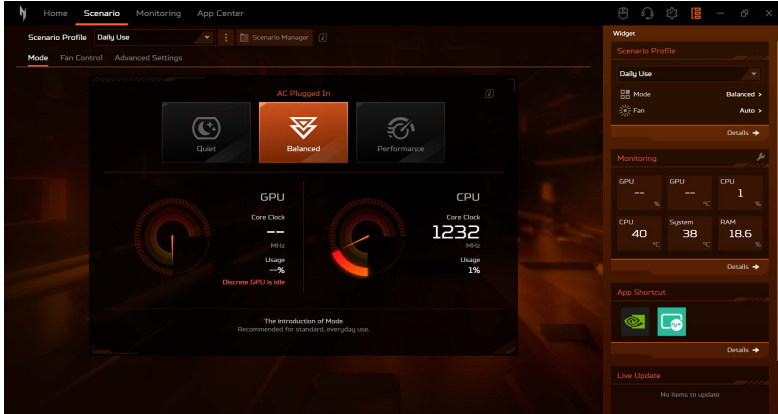 Home Scenario Monitoring App Center
Scenario Profile Daily Use Scenario Manager
Mode Fan Control Advanced Settings
AC Plugged In
Quiet Balanced Performance
GPU
Core Clock
--
MHz
Usage
--%
Discrete GPU is idle
CPU
Core Clock
1232
MHz
Usage
1%
The introduction of Mode
Recommended for standard, everyday use.
Widget
Scenario Profile
Daily Use
Mode Balanced >
Fan Auto >
Details →
Monitoring
GPU GPU CPU
-- -- 1
% °C %
CPU System RAM
40 38 18.6
°C °C %
Details →
App Shortcut
Details →
Live Update
No items to update